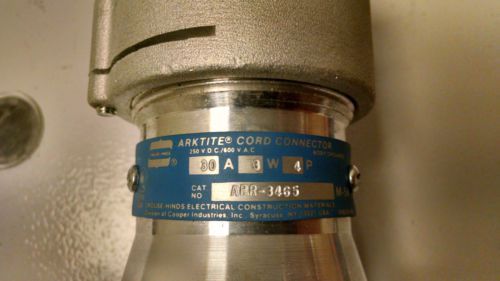 ARKTITE® CORD CONNECTOR
250 V D C / 600 V A C
30 A 3 W 4 P
CAT NO APR-3465 M-
CROUSE-HINDS ELECTRICAL CONSTRUCTION MATERIALS
Division of Cooper Industries, Inc., Syracuse, NY 13221 U.S.A.